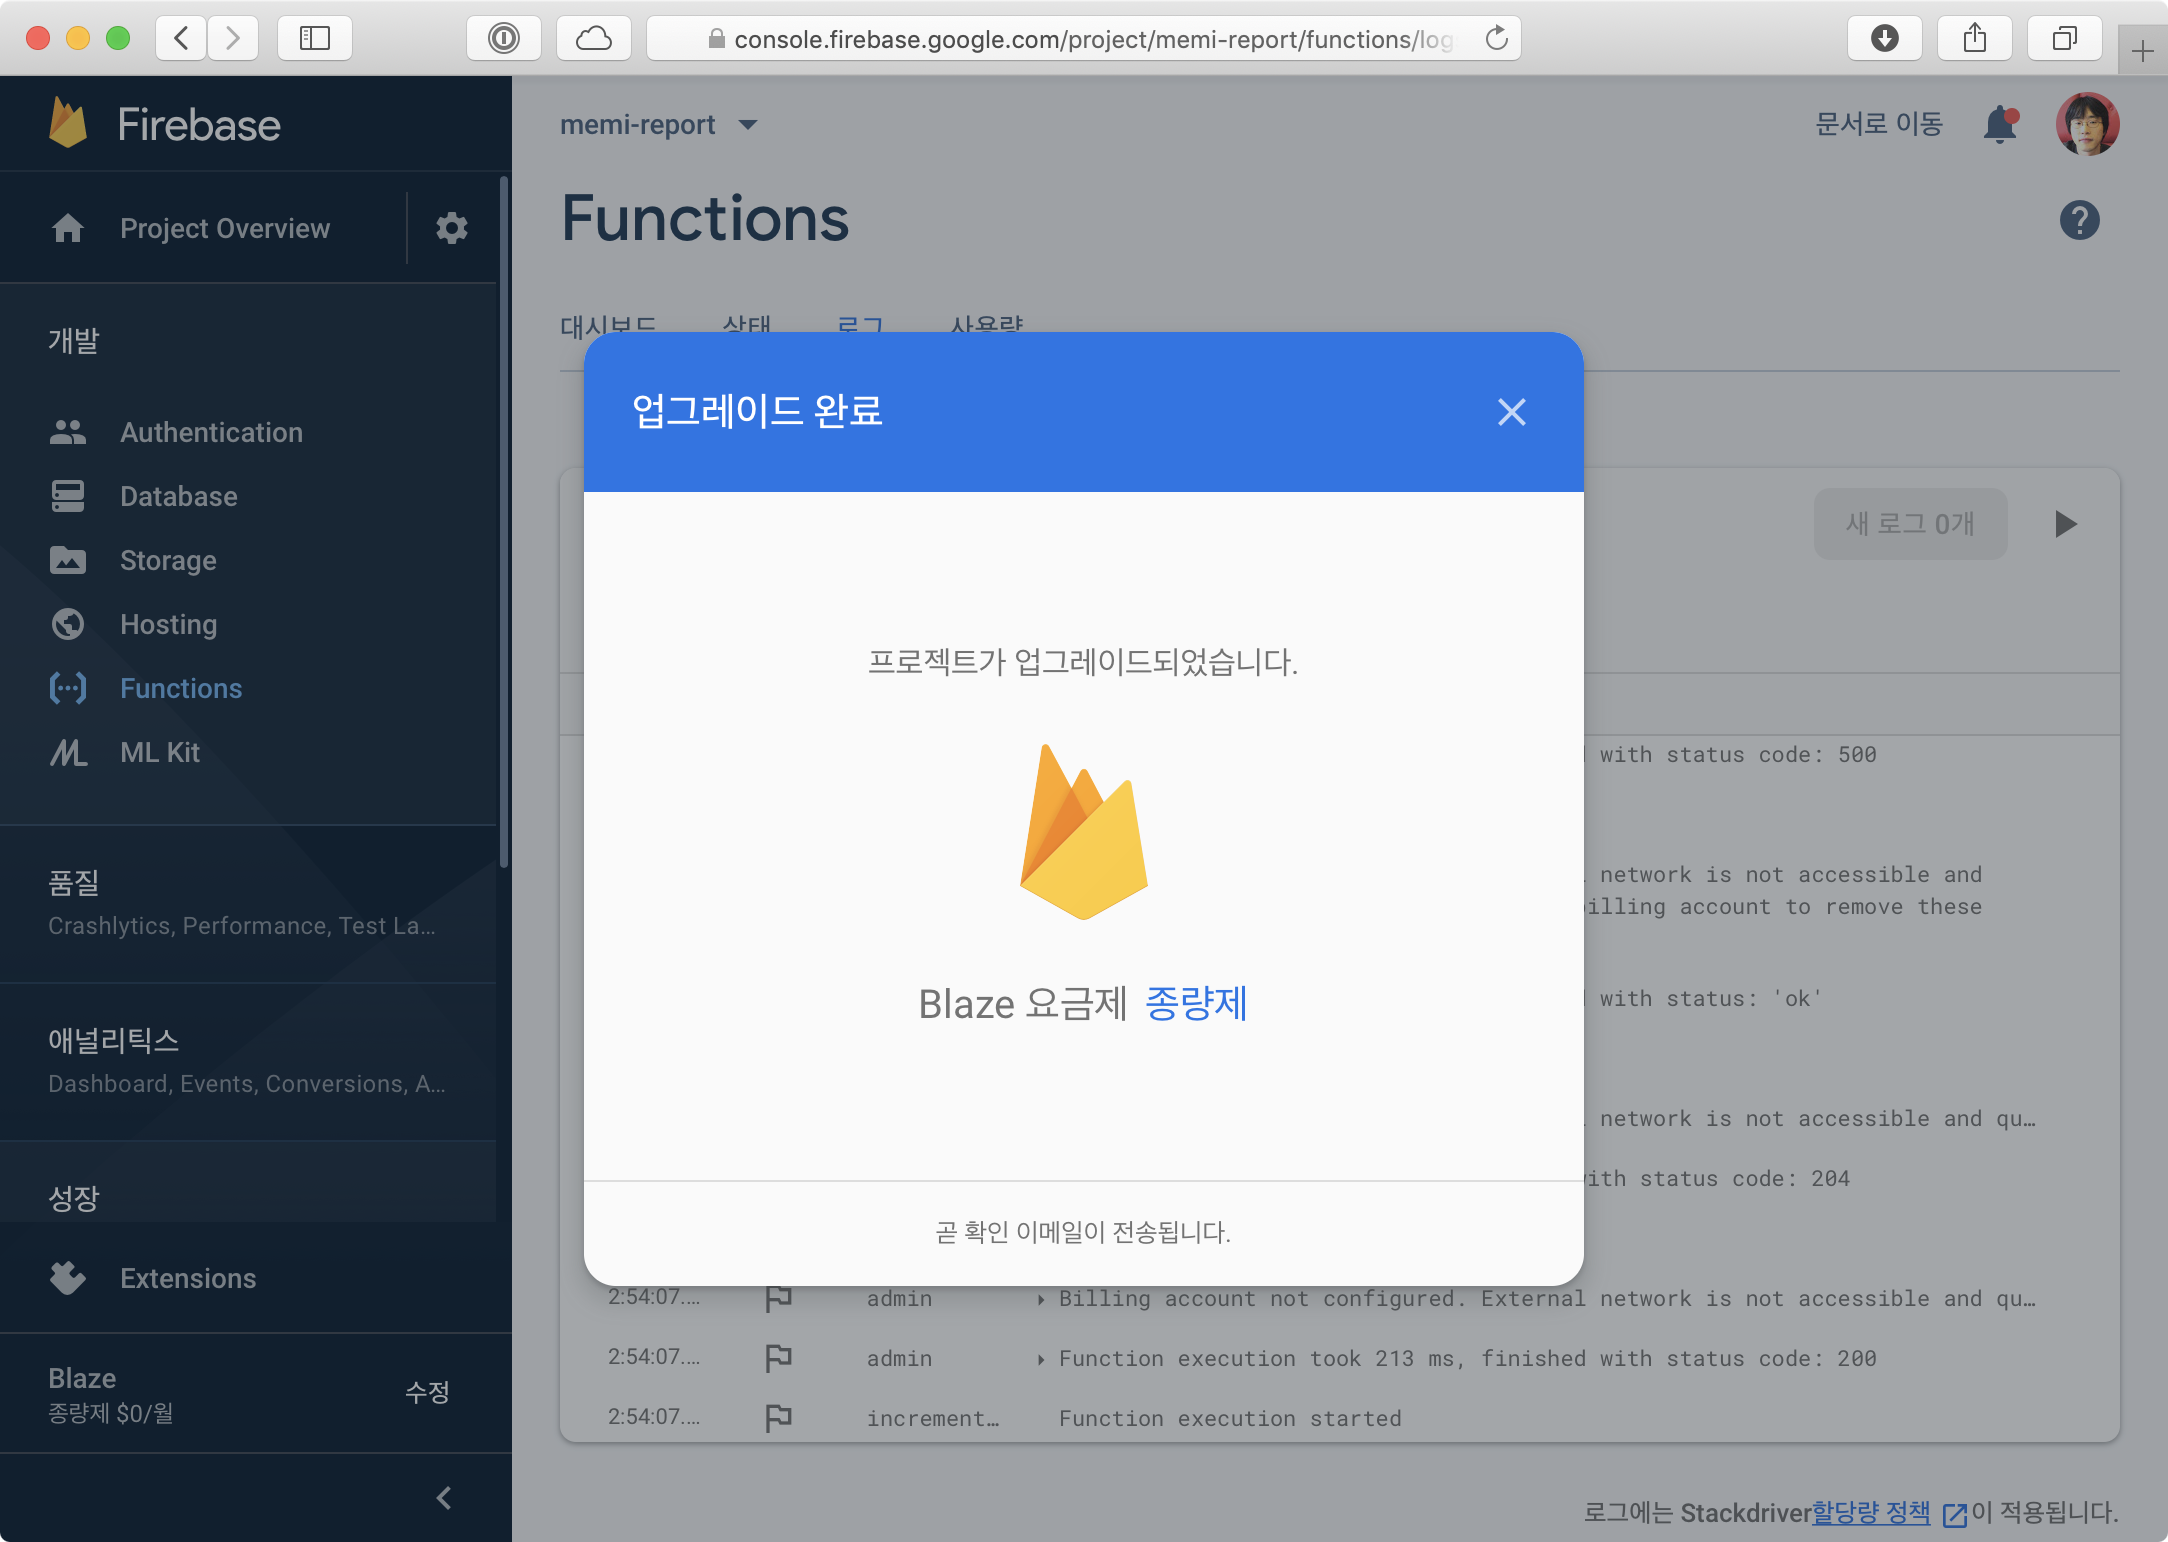 console.firebase.google.com/project/memi-report/functions/log
Firebase
memi-report
문서로 이동
Project Overview
Functions
대시보드 상태 로그 사용량
개발
Authentication
Database
Storage
Hosting
Functions
ML Kit
품질
Crashlytics, Performance, Test La...
애널리틱스
Dashboard, Events, Conversions, A...
성장
Extensions
Blaze
종량제 $0/월
수정
업그레이드 완료
프로젝트가 업그레이드되었습니다.
Blaze 요금제 종량제
곧 확인 이메일이 전송됩니다.
새 로그 0개
with status code: 500
network is not accessible and
billing account to remove these
with status: 'ok'
network is not accessible and qu…
with status code: 204
2:54:07.... admin Billing account not configured. External network is not accessible and qu…
2:54:07.... admin Function execution took 213 ms, finished with status code: 200
2:54:07.... increment… Function execution started
로그에는 Stackdriver할당량 정책 이 적용됩니다.